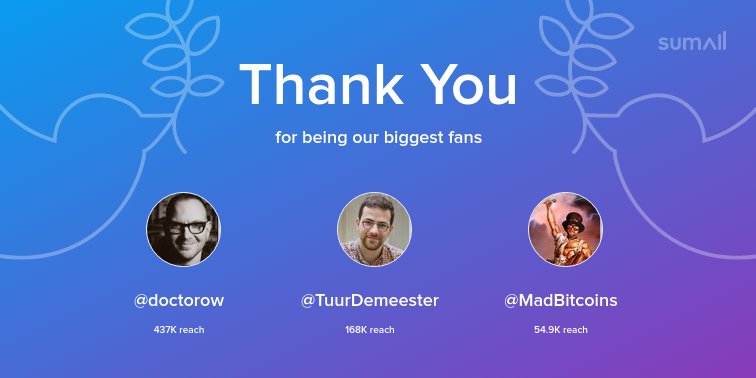 sumall
Thank You
for being our biggest fans
@doctorow
@TuurDemeester
@MadBitcoins
437K reach
168K reach
54.9K reach